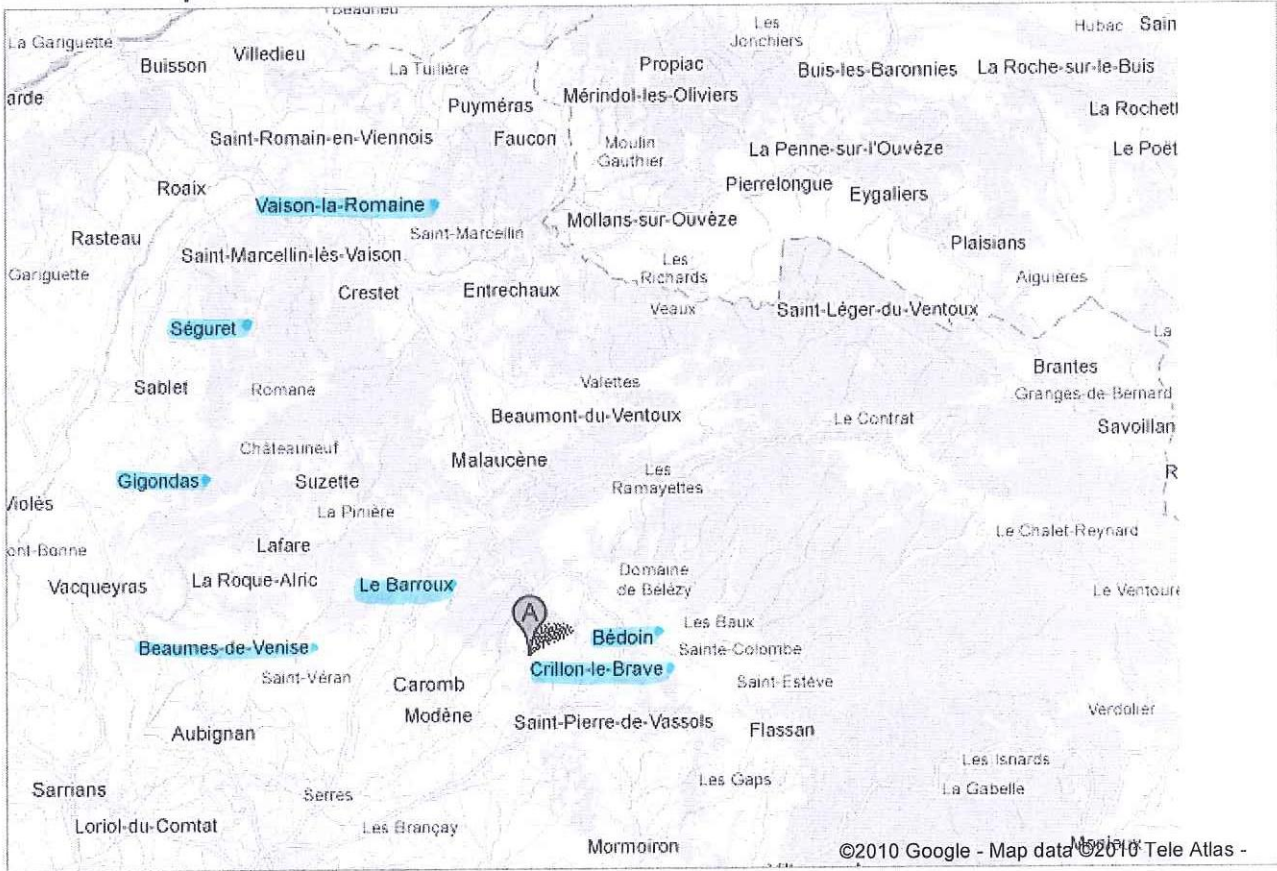 Les
Jonchiers
Hubac Sain
La Gariguette
Buisson
Villedieu
La Tuilière
Propiac
Buis-les-Baronnies
La Roche-sur-le-Buis
arde
Puyméras
Mérindol-les-Oliviers
La Rochett
Saint-Romain-en-Viennois
Faucon
Moulin
Gauthier
La Penne-sur-l'Ouvèze
Le Poët
Roaix
Vaison-la-Romaine
Pierrelongue
Eygaliers
Mollans-sur-Ouvèze
Rasteau
Saint-Marcellin
Saint-Marcellin-lès-Vaison
Plaisians
Gariguette
Les
Richards
Aiguières
Crestet
Entrechaux
Veaux
Saint-Léger-du-Ventoux
Séguret
La
Brantes
Sablet
Romane
Valettes
Granges-de-Bernard
Beaumont-du-Ventoux
Le Contrat
Savoillan
Châteauneuf
Malaucène
Gigondas
Suzette
Les
Ramayettes
R
Violès
La Pinière
ont-Bonne
Lafare
Le Chalet-Reynard
Vacqueyras
La Roque-Alric
Le Barroux
Domaine
de Bélézy
Le Ventoure
A
Bédoin
Les Baux
Beaumes-de-Venise
Sainte-Colombe
Crillon-le-Brave
Saint-Véran
Caromb
Saint-Estève
Modène
Saint-Pierre-de-Vassols
Flassan
Verdolier
Aubignan
Les Isnards
Les Gaps
La Gabelle
Sarrians
Serres
Loriol-du-Comtat
Les Brançay
Mormoiron
©2010 Google - Map data ©2010 Tele Atlas -